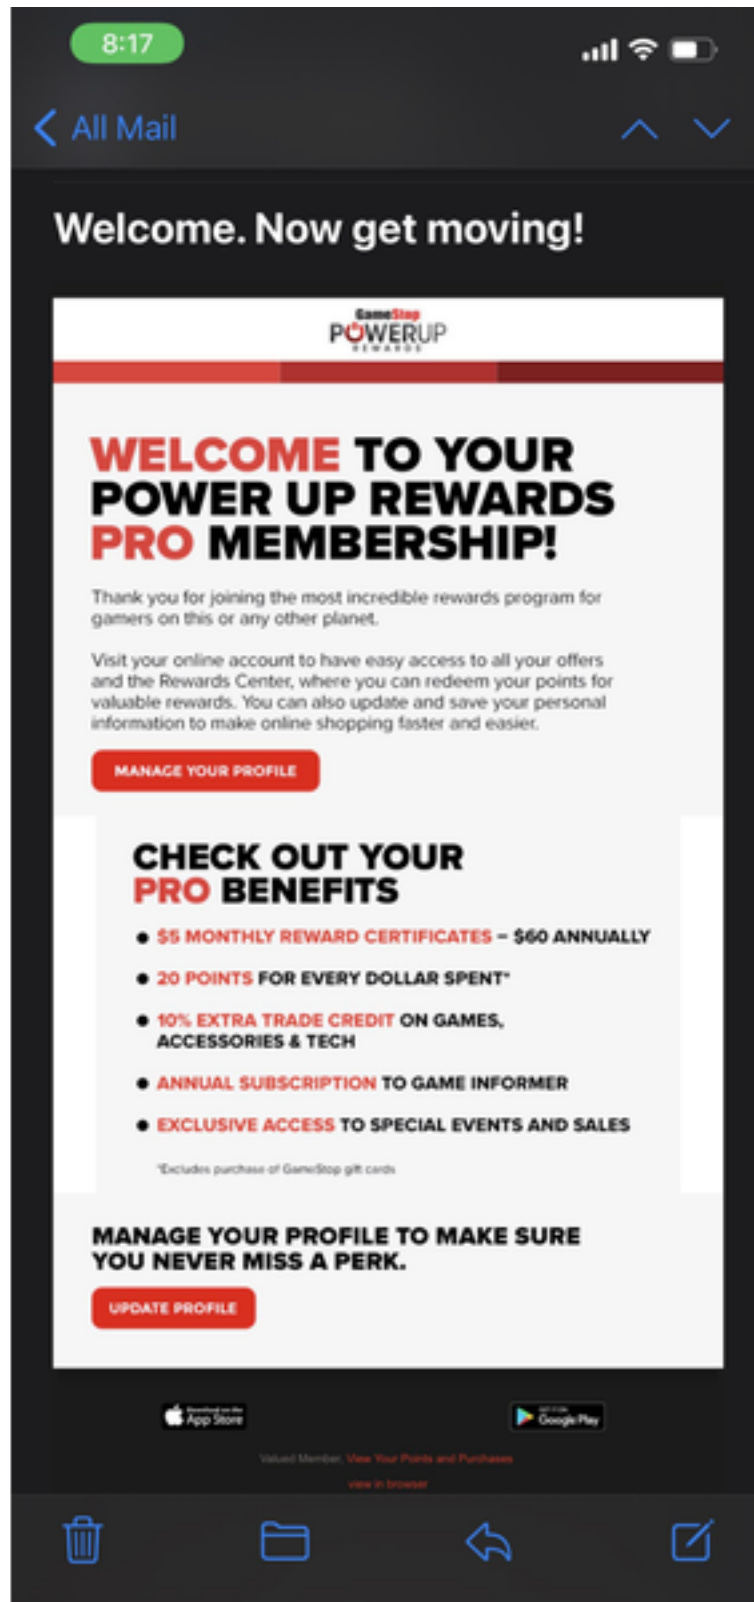 8:17
All Mail
Welcome. Now get moving!
GameStop
POWERUP
REWARDS
WELCOME TO YOUR
POWER UP REWARDS
PRO MEMBERSHIP!
Thank you for joining the most incredible rewards program for
gamers on this or any other planet.
Visit your online account to have easy access to all your offers
and the Rewards Center, where you can redeem your points for
valuable rewards. You can also update and save your personal
information to make online shopping faster and easier.
MANAGE YOUR PROFILE
CHECK OUT YOUR
PRO BENEFITS
• $5 MONTHLY REWARD CERTIFICATES – $60 ANNUALLY
• 20 POINTS FOR EVERY DOLLAR SPENT*
• 10% EXTRA TRADE CREDIT ON GAMES,
ACCESSORIES & TECH
• ANNUAL SUBSCRIPTION TO GAME INFORMER
• EXCLUSIVE ACCESS TO SPECIAL EVENTS AND SALES
*Excludes purchase of GameStop gift cards
MANAGE YOUR PROFILE TO MAKE SURE
YOU NEVER MISS A PERK.
UPDATE PROFILE
Download on the
App Store
GET IT ON
Google Play
Valued Member, View Your Points and Purchases
view in browser